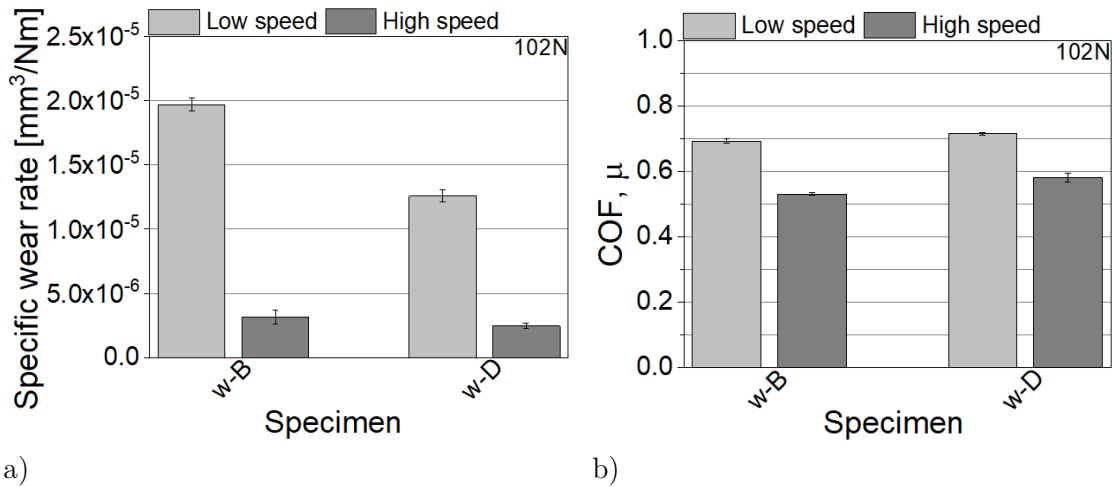 Low speed High speed
102N
Specific wear rate [mm³/Nm]
2.5x10⁻⁵
2.0x10⁻⁵
1.5x10⁻⁵
1.0x10⁻⁵
5.0x10⁻⁶
0.0
w-B
w-D
Specimen
a)
Low speed High speed
102N
COF, μ
1.0
0.8
0.6
0.4
0.2
0.0
w-B
w-D
Specimen
b)